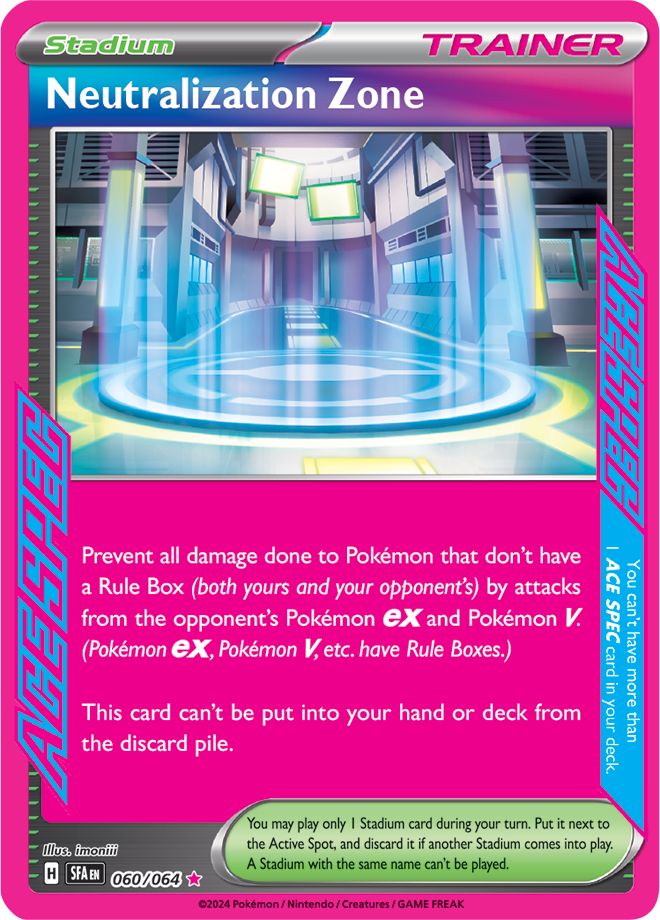 Stadium
TRAINER
Neutralization Zone
ACE SPEC
ACE SPEC
Prevent all damage done to Pokémon that don't have
a Rule Box (both yours and your opponent's) by attacks
from the opponent's Pokémon ex and Pokémon V.
(Pokémon ex, Pokémon V, etc. have Rule Boxes.)
This card can't be put into your hand or deck from
the discard pile.
You can't have more than
1 ACE SPEC card in your deck.
You may play only 1 Stadium card during your turn. Put it next to
the Active Spot, and discard it if another Stadium comes into play.
A Stadium with the same name can't be played.
Illus. imoniii
H SFA EN 060/064 ★
©2024 Pokémon / Nintendo / Creatures / GAME FREAK